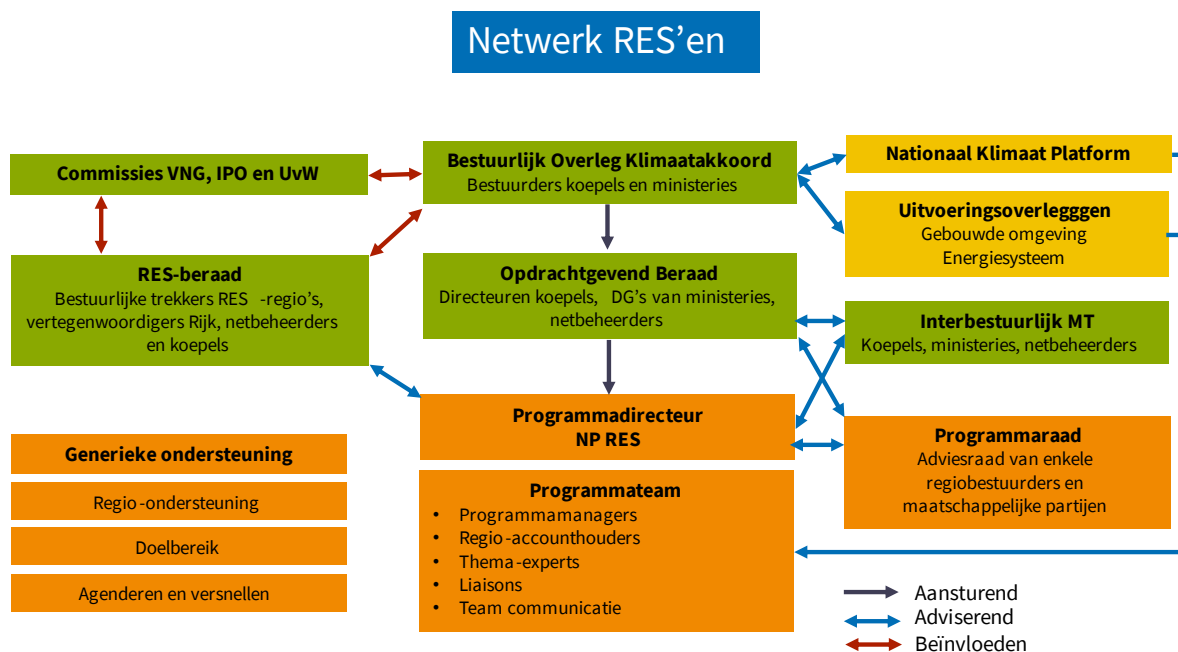 Netwerk RES'en
Commissies VNG, IPO en UvW
Bestuurlijk Overleg Klimaatakkoord
Bestuurders koepels en ministeries
Nationaal Klimaat Platform
Uitvoeringsoverlegggen
Gebouwde omgeving
Energiesysteem
RES-beraad
Bestuurlijke trekkers RES -regio's,
vertegenwoordigers Rijk, netbeheerders
en koepels
Opdrachtgevend Beraad
Directeuren koepels, DG's van ministeries,
netbeheerders
Interbestuurlijk MT
Koepels, ministeries, netbeheerders
Programmadirecteur
NP RES
Programmaraad
Adviesraad van enkele
regiobestuurders en
maatschappelijke partijen
Generieke ondersteuning
Regio-ondersteuning
Doelbereik
Agenderen en versnellen
Programmateam
• Programmamanagers
• Regio-accounthouders
• Thema-experts
• Liaisons
• Team communicatie
Aansturend
Adviserend
Beïnvloeden